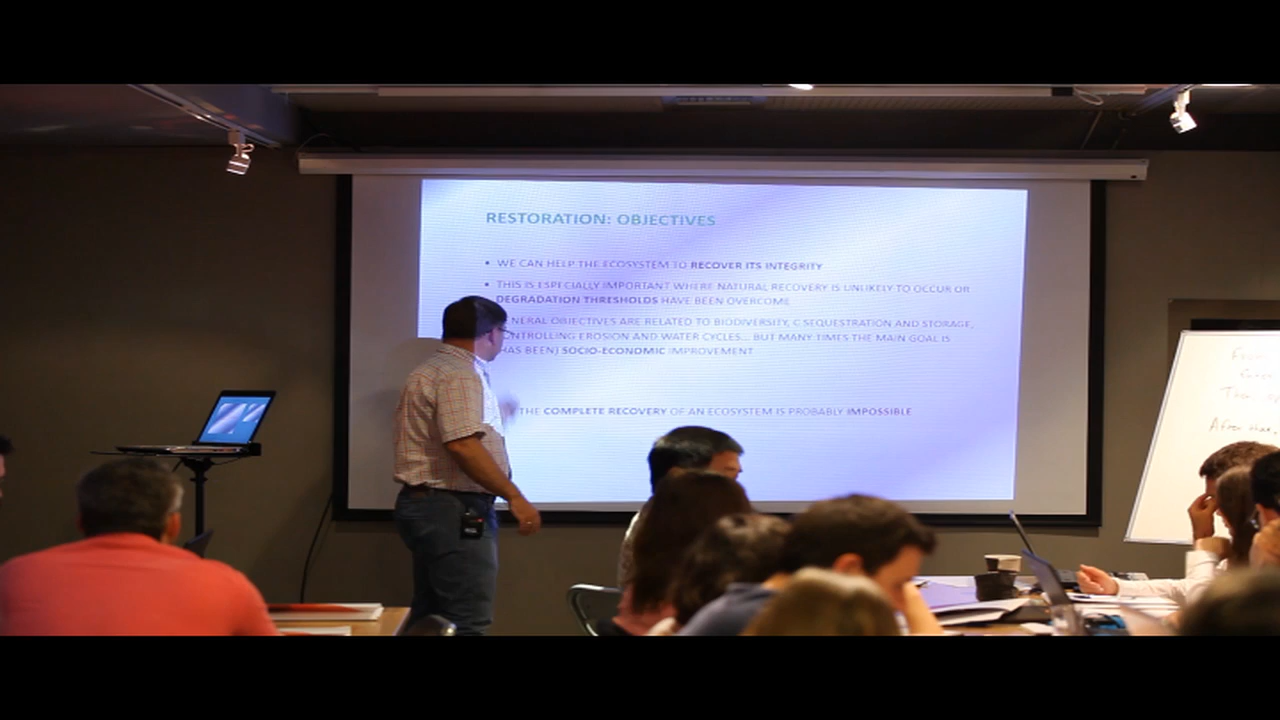 RESTORATION: OBJECTIVES
• WE CAN HELP THE ECOSYSTEM TO RECOVER ITS INTEGRITY
• THIS IS ESPECIALLY IMPORTANT WHERE NATURAL RECOVERY IS UNLIKELY TO OCCUR OR
DEGRADATION THRESHOLDS HAVE BEEN OVERCOME
NERAL OBJECTIVES ARE RELATED TO BIODIVERSITY, C SEQUESTRATION AND STORAGE,
ONTROLLING EROSION AND WATER CYCLES... BUT MANY TIMES THE MAIN GOAL IS
HAS BEEN) SOCIO-ECONOMIC IMPROVEMENT
THE COMPLETE RECOVERY OF AN ECOSYSTEM IS PROBABLY IMPOSSIBLE
After that,